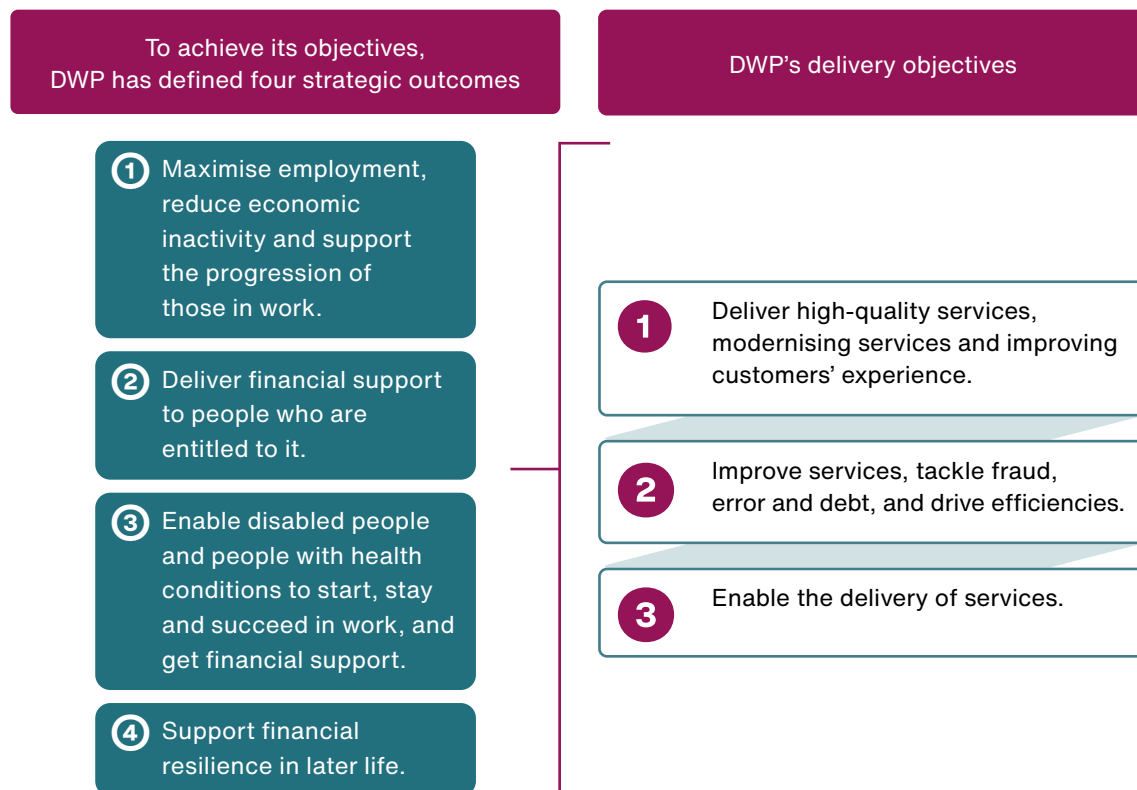 To achieve its objectives,
DWP has defined four strategic outcomes
1 Maximise employment,
reduce economic
inactivity and support
the progression of
those in work.
2 Deliver financial support
to people who are
entitled to it.
3 Enable disabled people
and people with health
conditions to start, stay
and succeed in work, and
get financial support.
4 Support financial
resilience in later life.
DWP’s delivery objectives
1 Deliver high-quality services,
modernising services and improving
customers’ experience.
2 Improve services, tackle fraud,
error and debt, and drive efficiencies.
3 Enable the delivery of services.